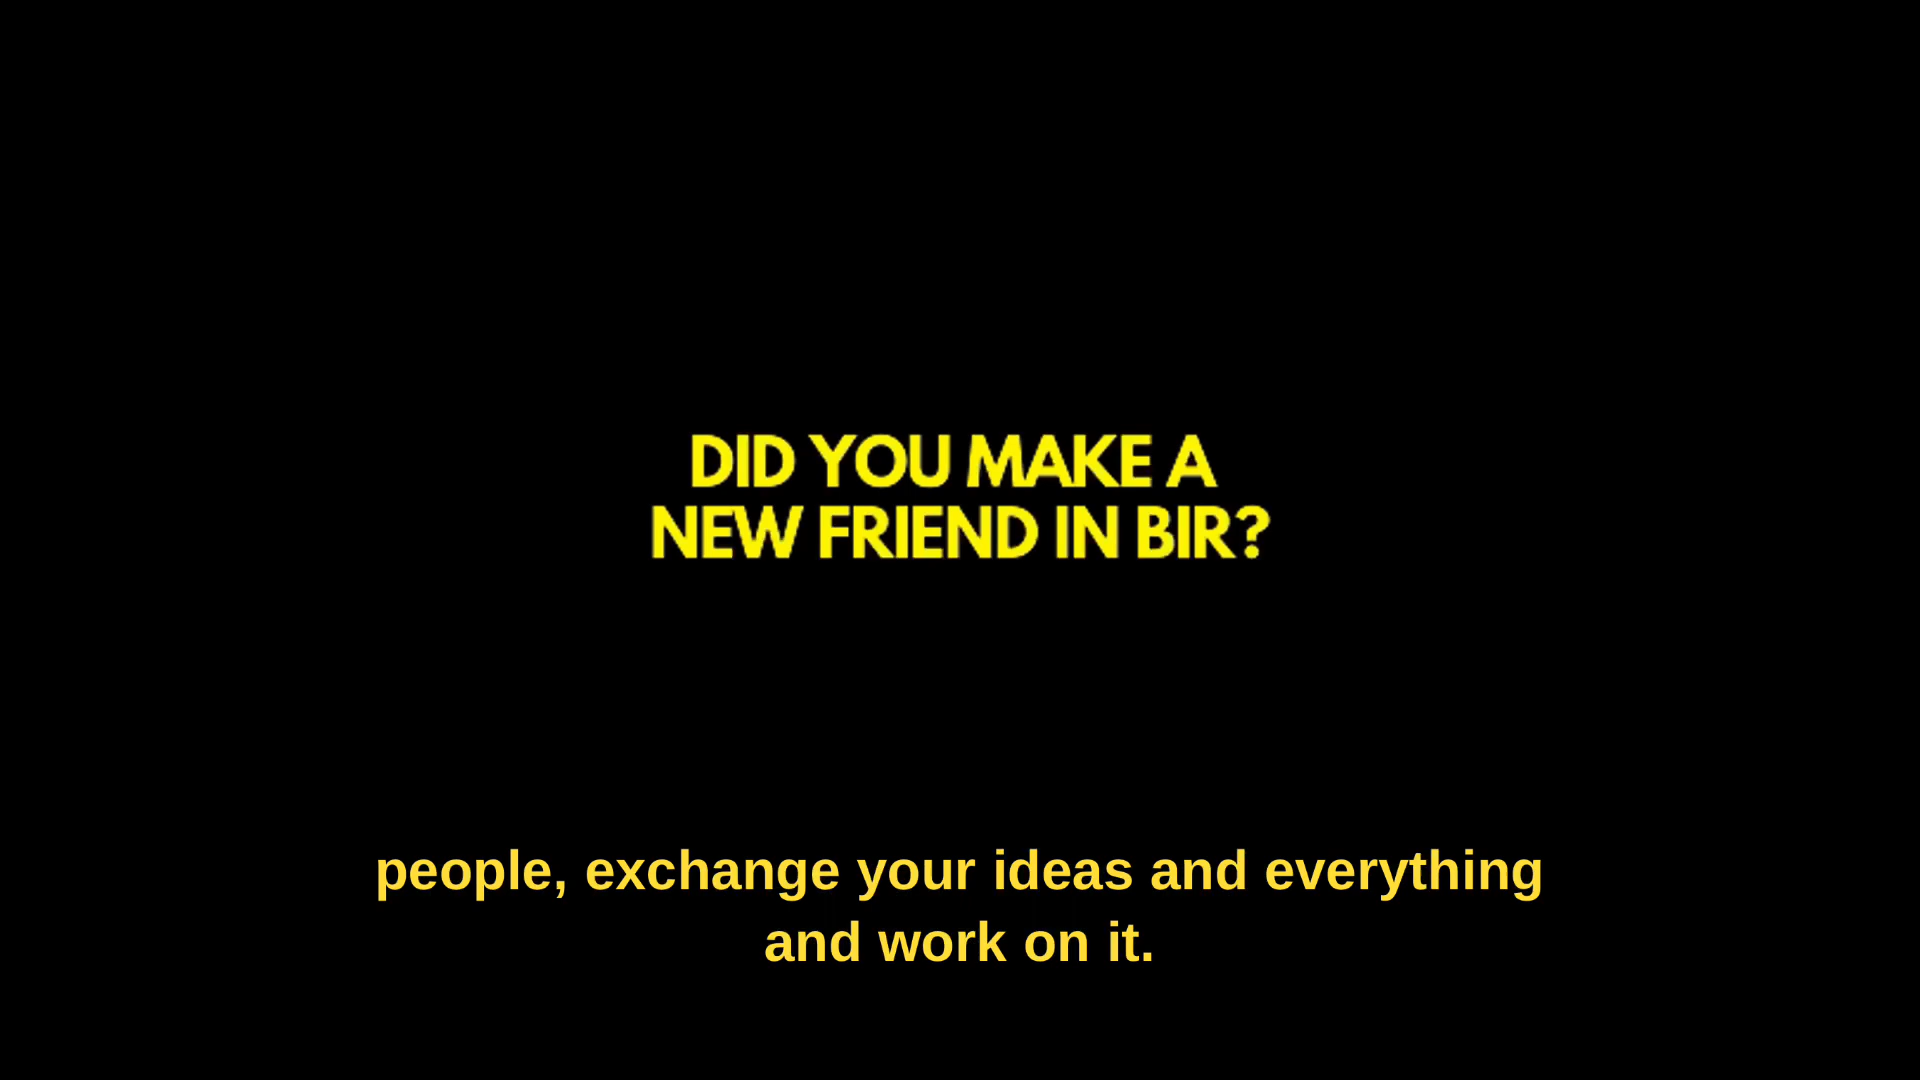 DID YOU MAKE A
NEW FRIEND IN BIR?
people, exchange your ideas and everything
and work on it.